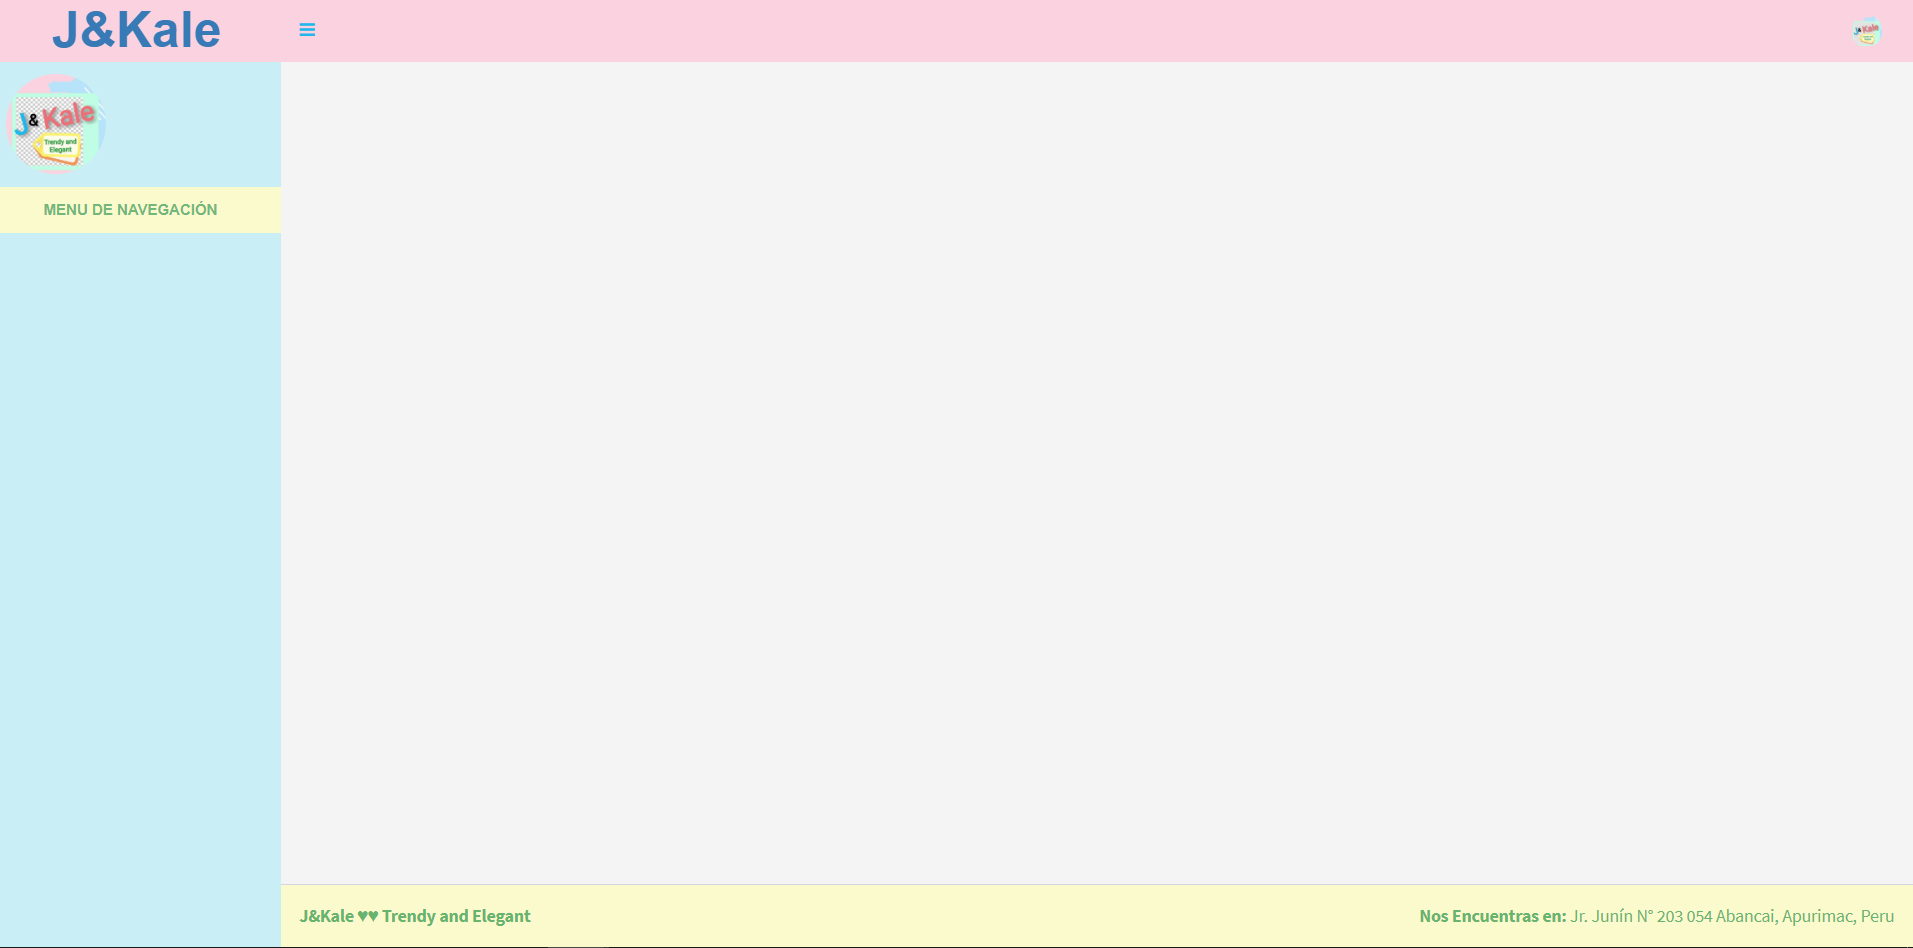 J&Kale
J& Kale
J& Kale
Trendy and
Elegant
MENU DE NAVEGACIÓN
J&Kale ♥♥ Trendy and Elegant
Nos Encuentras en: Jr. Junín N° 203 054 Abancai, Apurimac, Peru